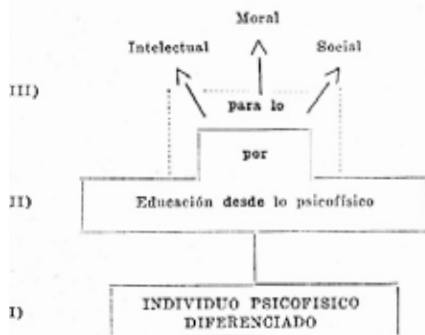 Moral
Intelectual Social
III)
para lo
por
II) Educación desde lo psicofísico
I) INDIVIDUO PSICOFISICO
DIFERENCIADO